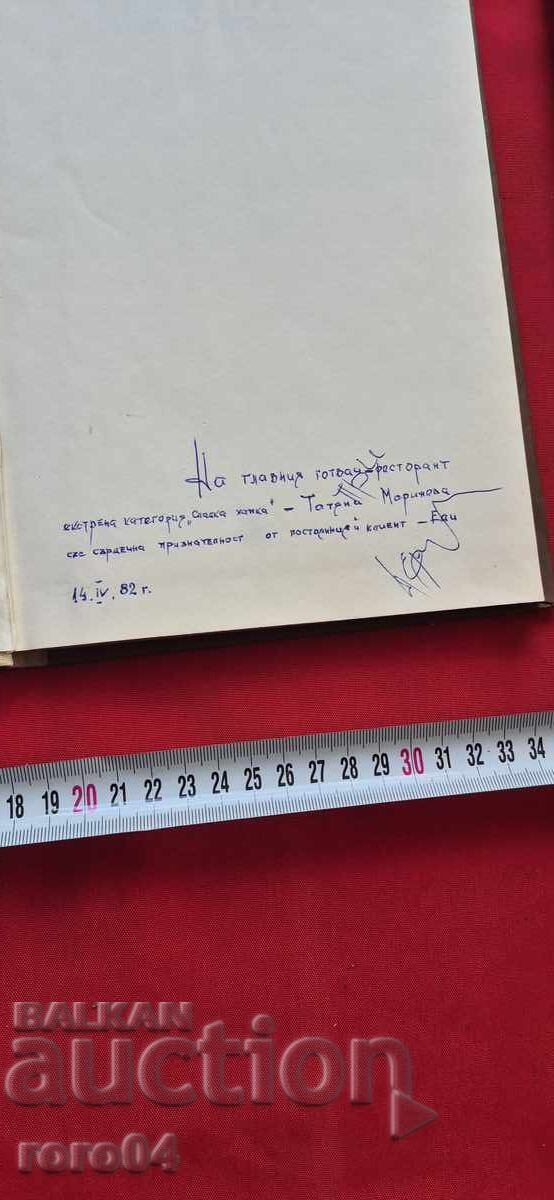 На главния готвач - ресторант
екстрена категория „Сладка хапка“ - Татяна Маринова
със сърдечна признателност от постоянния ѝ клиент - Еди
14. IV. 82 г.
18 19 20 21 22 23 24 25 26 27 28 29 30 31 32 33 34
BALKAN
auction
roro04